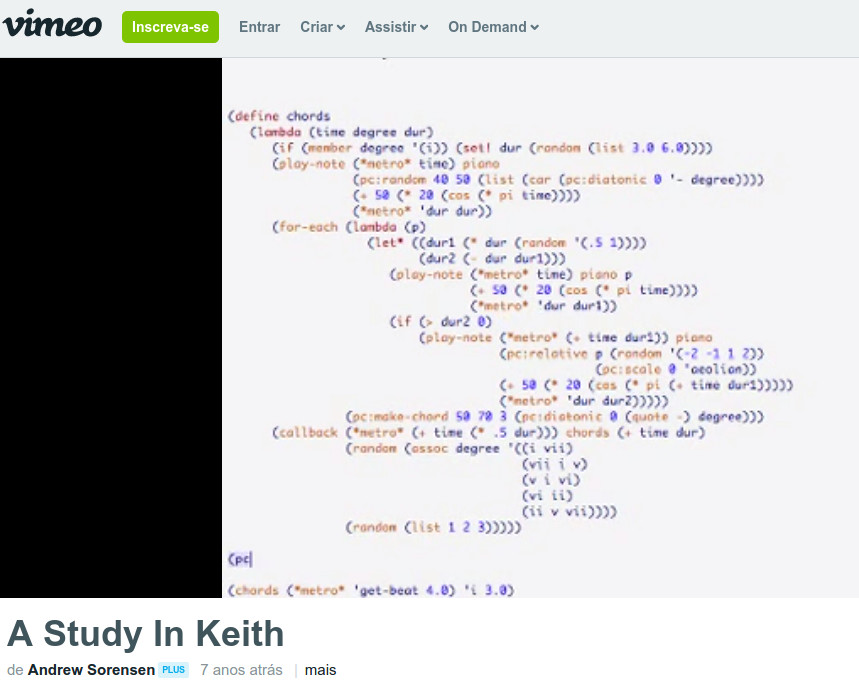 vimeo Inscreva-se Entrar Criar Assistir On Demand
(define chords
(lambda (time degree dur)
(if (member degree '(i)) (set! dur (random (list 3.0 6.0))))
(play-note (*metro* time) piano
(pc:random 40 50 (list (car (pc:diatonic 0 '- degree))))
(+ 50 (* 20 (cos (* pi time))))
(*metro* 'dur dur))
(for-each (lambda (p)
(let* ((dur1 (* dur (random '(.5 1))))
(dur2 (- dur dur1)))
(play-note (*metro* time) piano p
(+ 50 (* 20 (cos (* pi time))))
(*metro* 'dur dur1))
(if (> dur2 0)
(play-note (*metro* (+ time dur1)) piano
(pc:relative p (random '(-2 -1 1 2))
(pc:scale 0 'aeolian))
(+ 50 (* 20 (cos (* pi (+ time dur1)))))
(*metro* 'dur dur2)))))
(pc:make-chord 50 70 3 (pc:diatonic 0 (quote -) degree)))
(callback (*metro* (+ time (* .5 dur))) chords (+ time dur)
(random (assoc degree '((i vii)
(vii i v)
(v i vi)
(vi ii)
(ii v vii))))
(random (list 1 2 3)))))
(pc
(chords (*metro* 'get-beat 4.0) 'i 3.0)
A Study In Keith
de Andrew Sorensen PLUS 7 anos atrás | mais